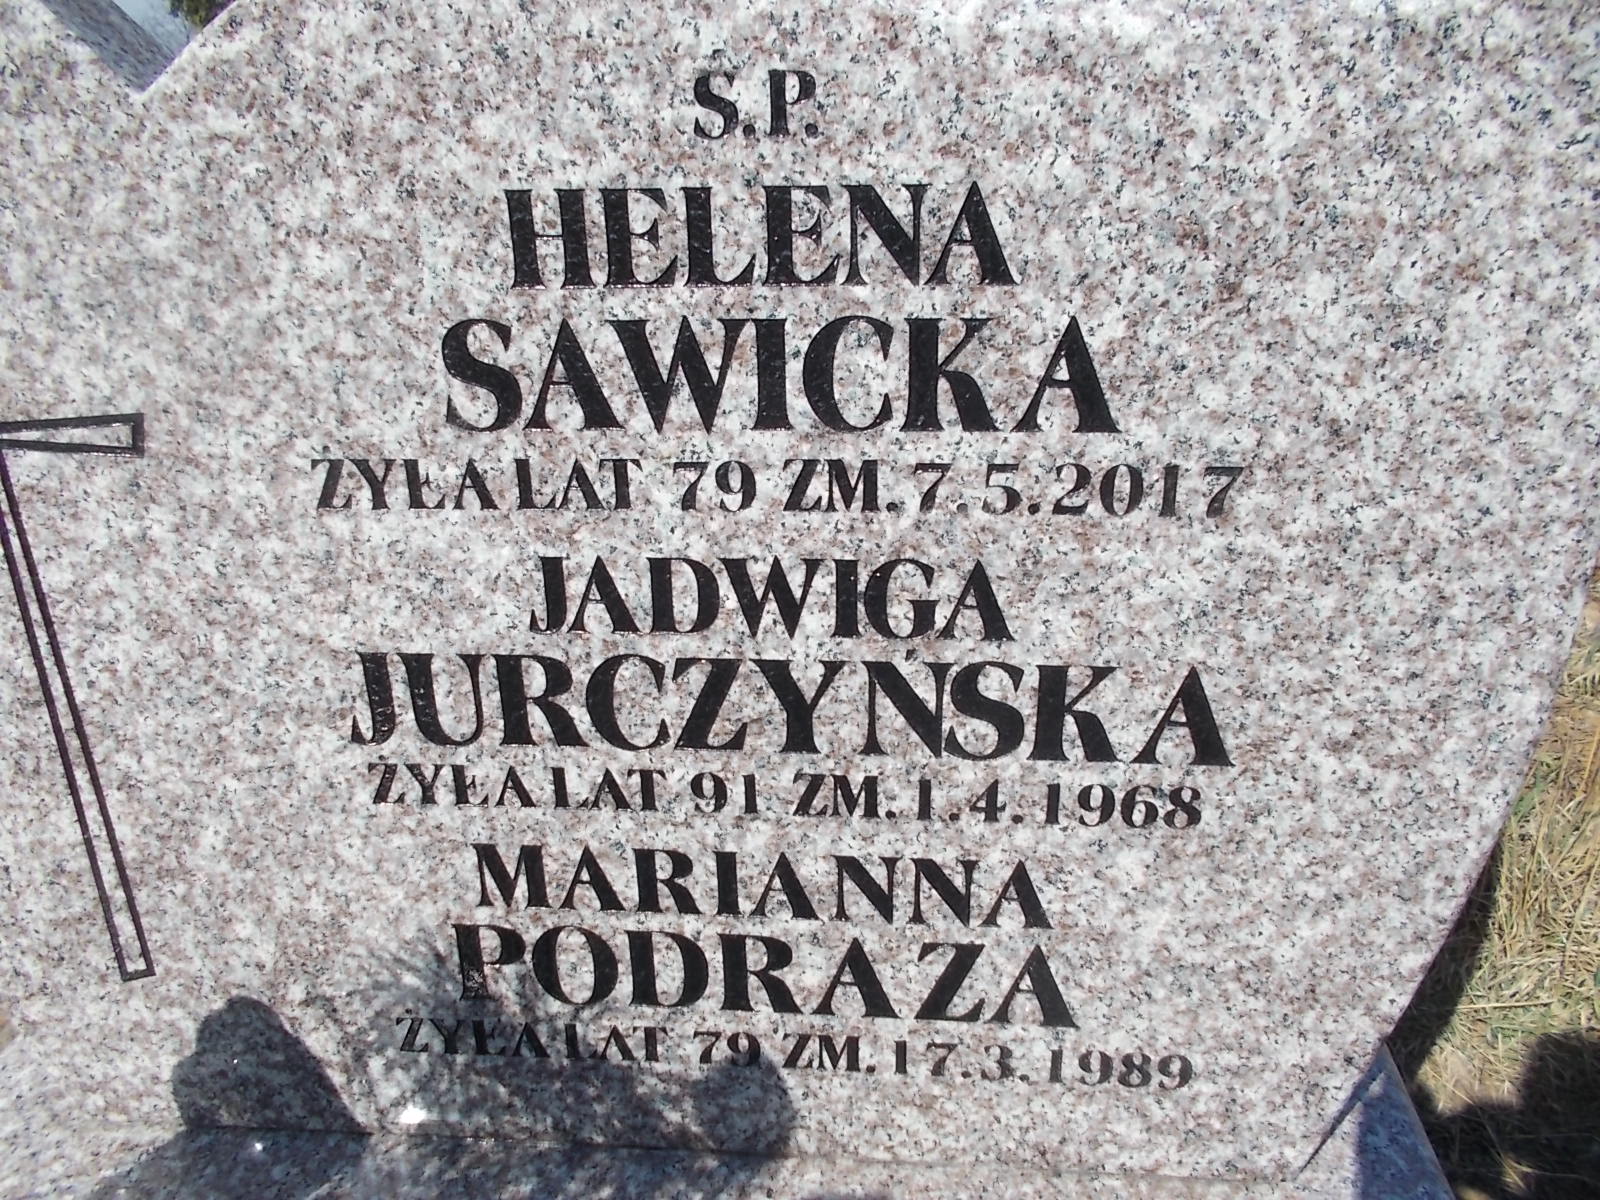 S.P.
HELENA
SAWICKA
ŻYŁA LAT 79 ZM.7.5.2017
JADWIGA
JURCZYŃSKA
ŻYŁA LAT 91 ZM.1.4.1968
MARIANNA
PODRAZA
ŻYŁA LAT 79 ZM.17.3.1989